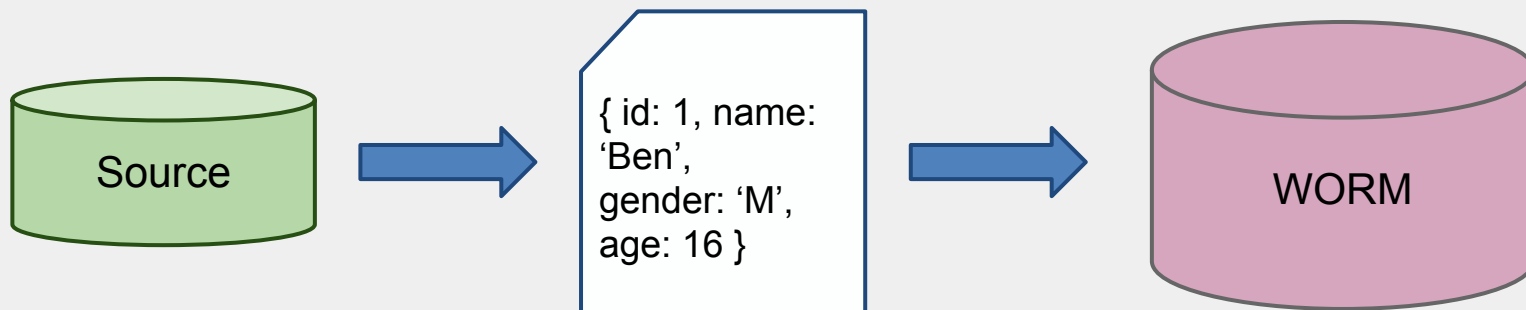 Source
{ id: 1, name:
‘Ben’,
gender: ‘M’,
age: 16 }
WORM